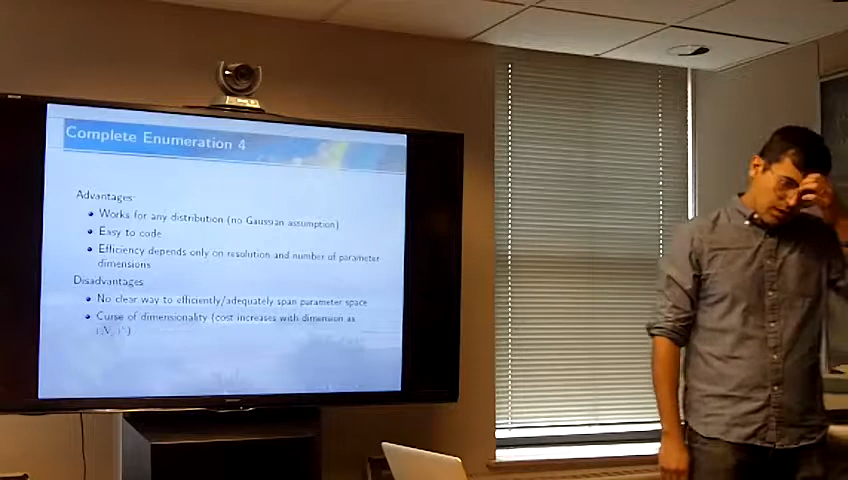 Complete Enumeration 4
Advantages
Works for any distribution (no Gaussian assumption)
Easy to code
Efficiency depends only on resolution and number of parameter
dimensions
Disadvantages
No clear way to efficiently/adequately span parameter space
Curse of dimensionality (cost increases with dimension as